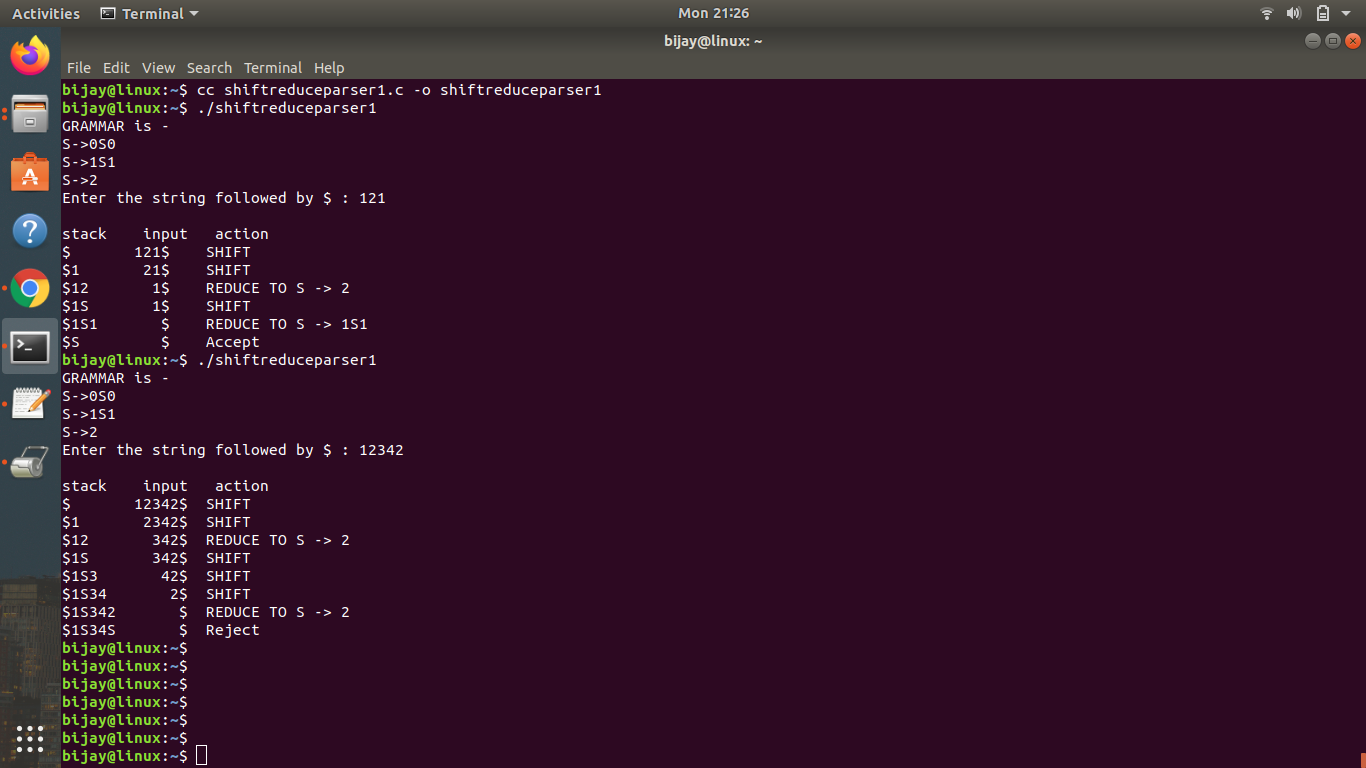 Activities Terminal Mon 21:26
bijay@linux: ~
File Edit View Search Terminal Help
bijay@linux:~$ cc shiftreduceparser1.c -o shiftreduceparser1
bijay@linux:~$ ./shiftreduceparser1
GRAMMAR is -
S->0S0
S->1S1
S->2
Enter the string followed by $ : 121
stack    input   action
$       121$    SHIFT
$1       21$    SHIFT
$12       1$    REDUCE TO S -> 2
$1S       1$    SHIFT
$1S1       $    REDUCE TO S -> 1S1
$S         $    Accept
bijay@linux:~$ ./shiftreduceparser1
GRAMMAR is -
S->0S0
S->1S1
S->2
Enter the string followed by $ : 12342
stack    input   action
$       12342$  SHIFT
$1       2342$  SHIFT
$12       342$  REDUCE TO S -> 2
$1S       342$  SHIFT
$1S3       42$  SHIFT
$1S34       2$  SHIFT
$1S342       $  REDUCE TO S -> 2
$1S34S       $  Reject
bijay@linux:~$
bijay@linux:~$
bijay@linux:~$
bijay@linux:~$
bijay@linux:~$
bijay@linux:~$
bijay@linux:~$